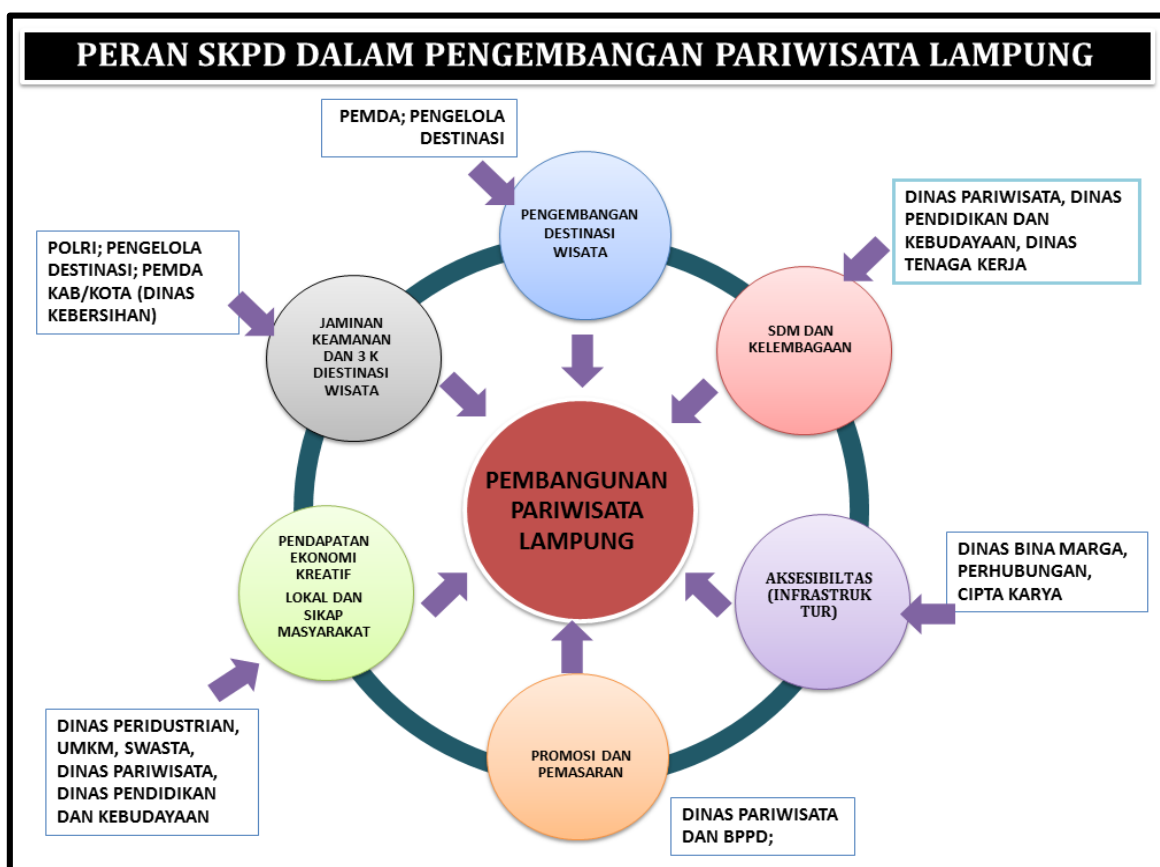 PERAN SKPD DALAM PENGEMBANGAN PARIWISATA LAMPUNG
PEMDA; PENGELOLA
DESTINASI
PENGEMBANGAN
DESTINASI
WISATA
DINAS PARIWISATA, DINAS
PENDIDIKAN DAN
KEBUDAYAAN, DINAS
TENAGA KERJA
POLRI; PENGELOLA
DESTINASI; PEMDA
KAB/KOTA (DINAS
KEBERSIHAN)
JAMINAN
KEAMANAN
DAN 3 K
DIESTINASI
WISATA
SDM DAN
KELEMBAGAAN
PEMBANGUNAN
PARIWISATA
LAMPUNG
PENDAPATAN
EKONOMI
KREATIF
LOKAL DAN
SIKAP
MASYARAKAT
AKSESIBILTAS
(INFRASTRUK
TUR)
DINAS BINA MARGA,
PERHUBUNGAN,
CIPTA KARYA
DINAS PERIDUSTRIAN,
UMKM, SWASTA,
DINAS PARIWISATA,
DINAS PENDIDIKAN
DAN KEBUDAYAAN
PROMOSI DAN
PEMASARAN
DINAS PARIWISATA
DAN BPPD;